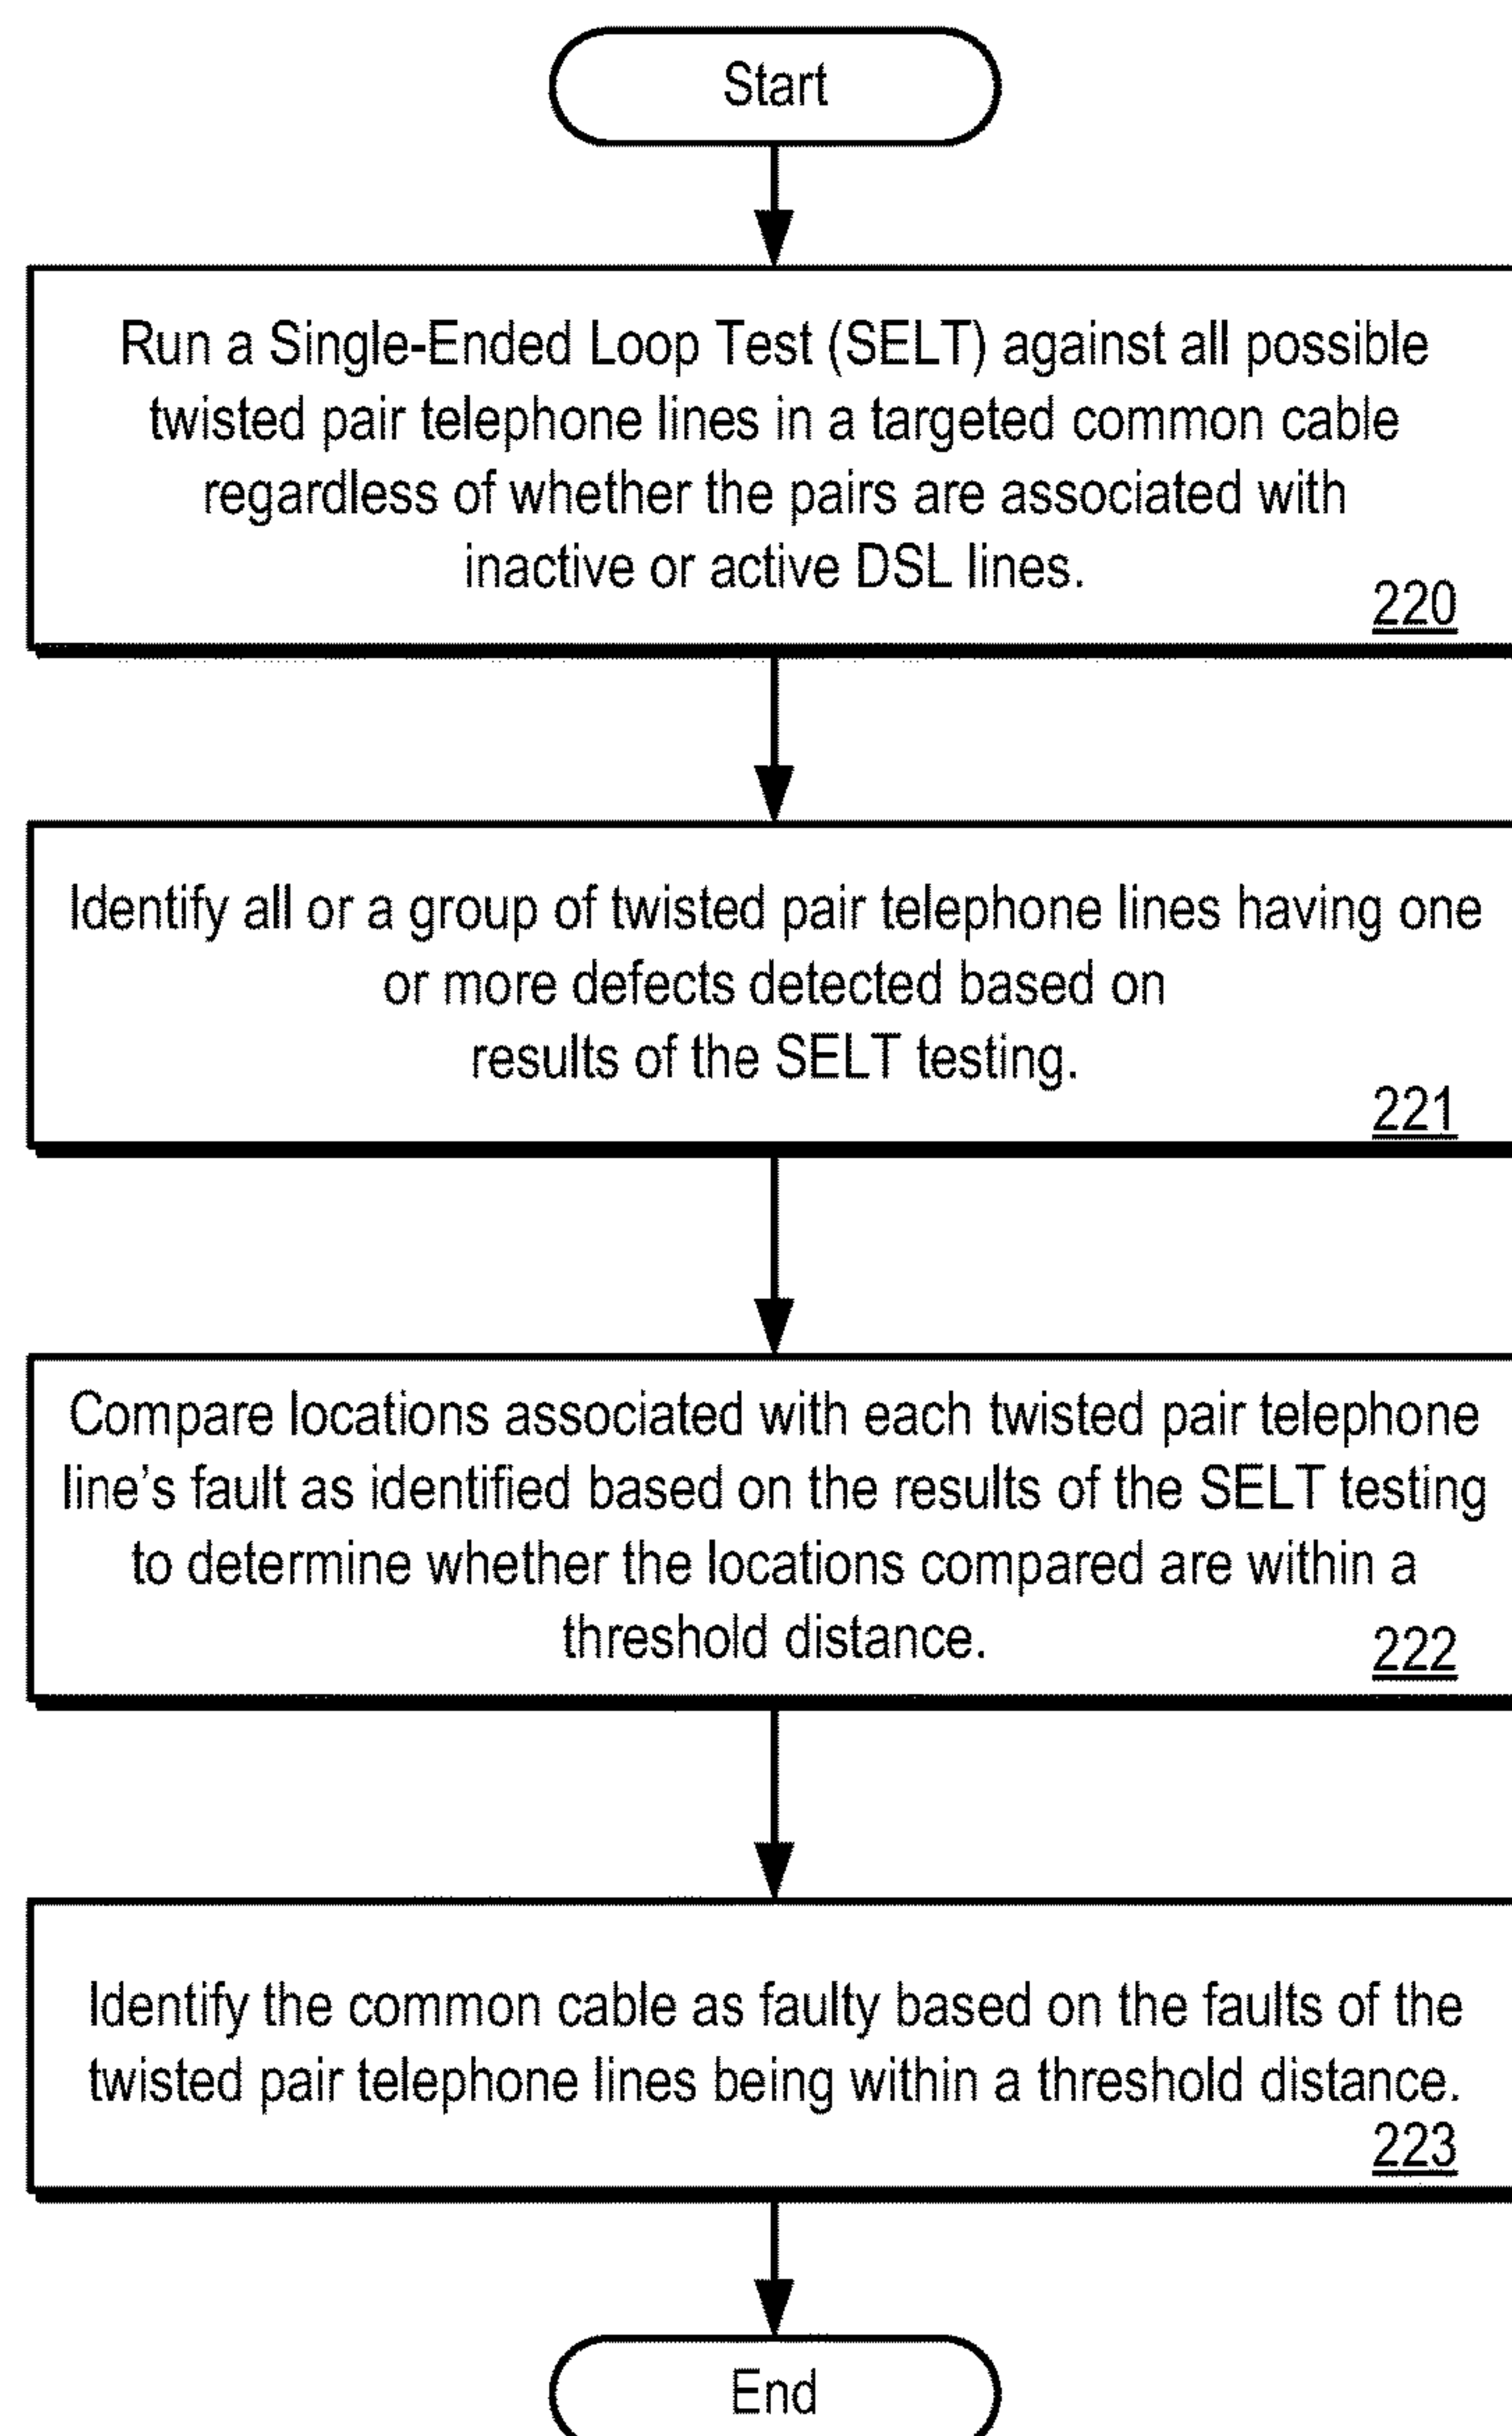 Start
Run a Single-Ended Loop Test (SELT) against all possible
twisted pair telephone lines in a targeted common cable
regardless of whether the pairs are associated with
inactive or active DSL lines.
220
Identify all or a group of twisted pair telephone lines having one
or more defects detected based on
results of the SELT testing.
221
Compare locations associated with each twisted pair telephone
line’s fault as identified based on the results of the SELT testing
to determine whether the locations compared are within a
threshold distance.
222
Identify the common cable as faulty based on the faults of the
twisted pair telephone lines being within a threshold distance.
223
End